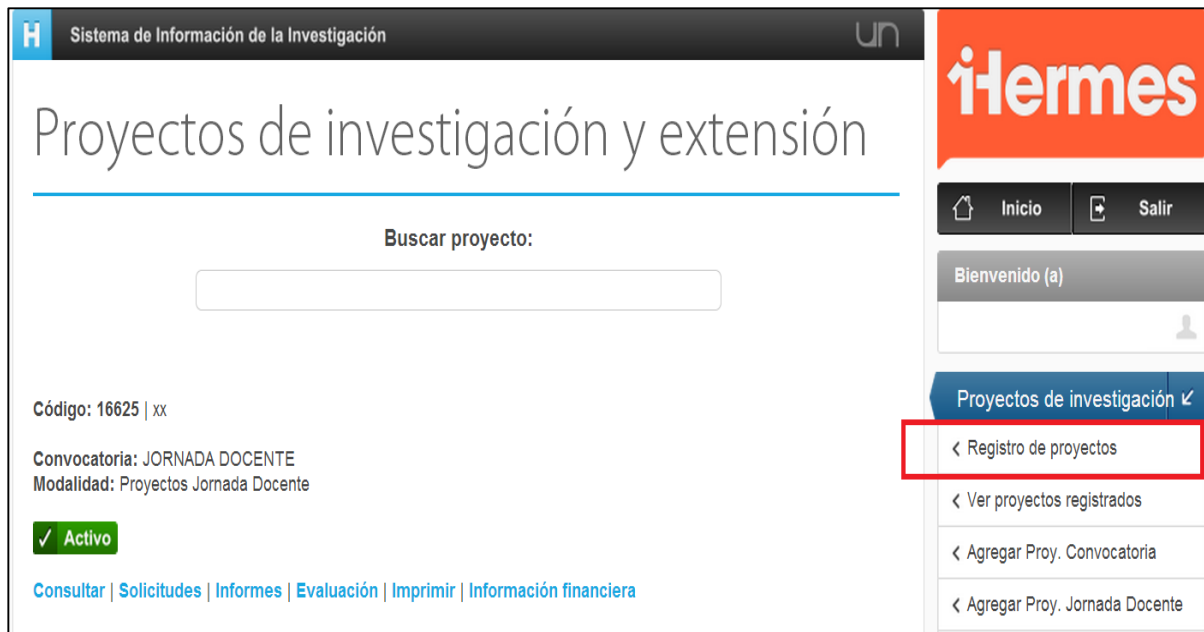 H Sistema de Información de la Investigación un
Proyectos de investigación y extensión
Buscar proyecto:
Código: 16625 | xx
Convocatoria: JORNADA DOCENTE
Modalidad: Proyectos Jornada Docente
Activo
Consultar | Solicitudes | Informes | Evaluación | Imprimir | Información financiera
Hermes
Inicio Salir
Bienvenido (a)
Proyectos de investigación
Registro de proyectos
Ver proyectos registrados
Agregar Proy. Convocatoria
Agregar Proy. Jornada Docente